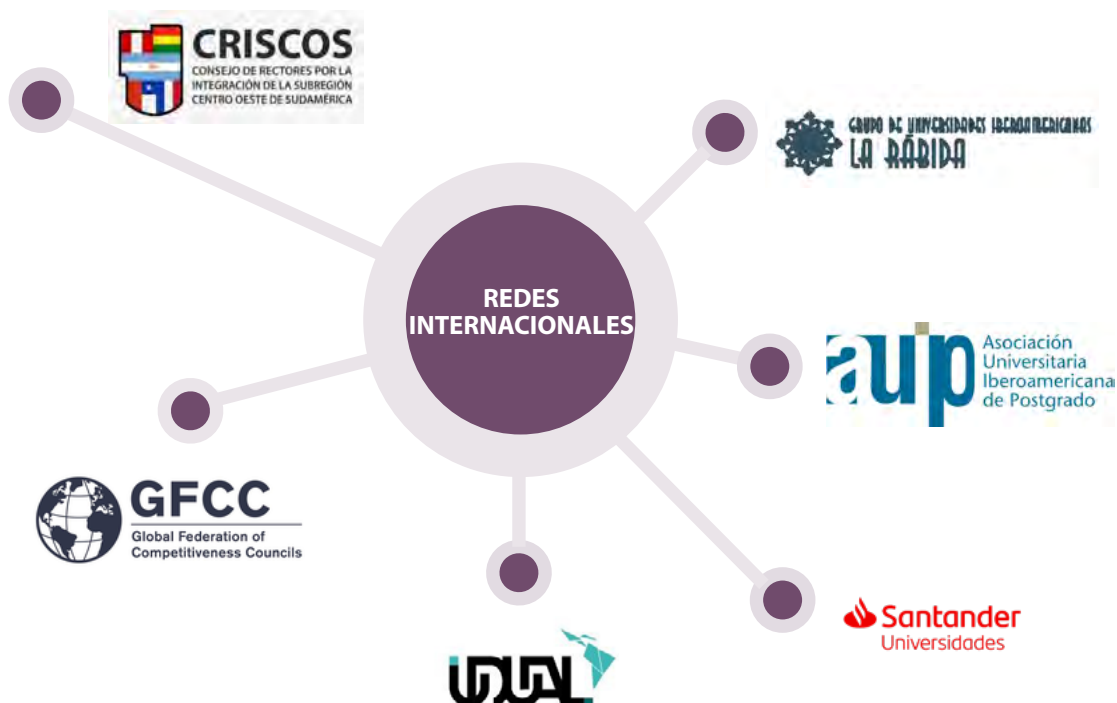 CRISCOS
CONSEJO DE RECTORES POR LA
INTEGRACIÓN DE LA SUBREGIÓN
CENTRO OESTE DE SUDAMÉRICA
GRUPO DE UNIVERSIDADES IBEROAMERICANAS
LA RÁBIDA
REDES
INTERNACIONALES
auip
Asociación
Universitaria
Iberoamericana
de Postgrado
GFCC
Global Federation of
Competitiveness Councils
Santander
Universidades
UDUAL